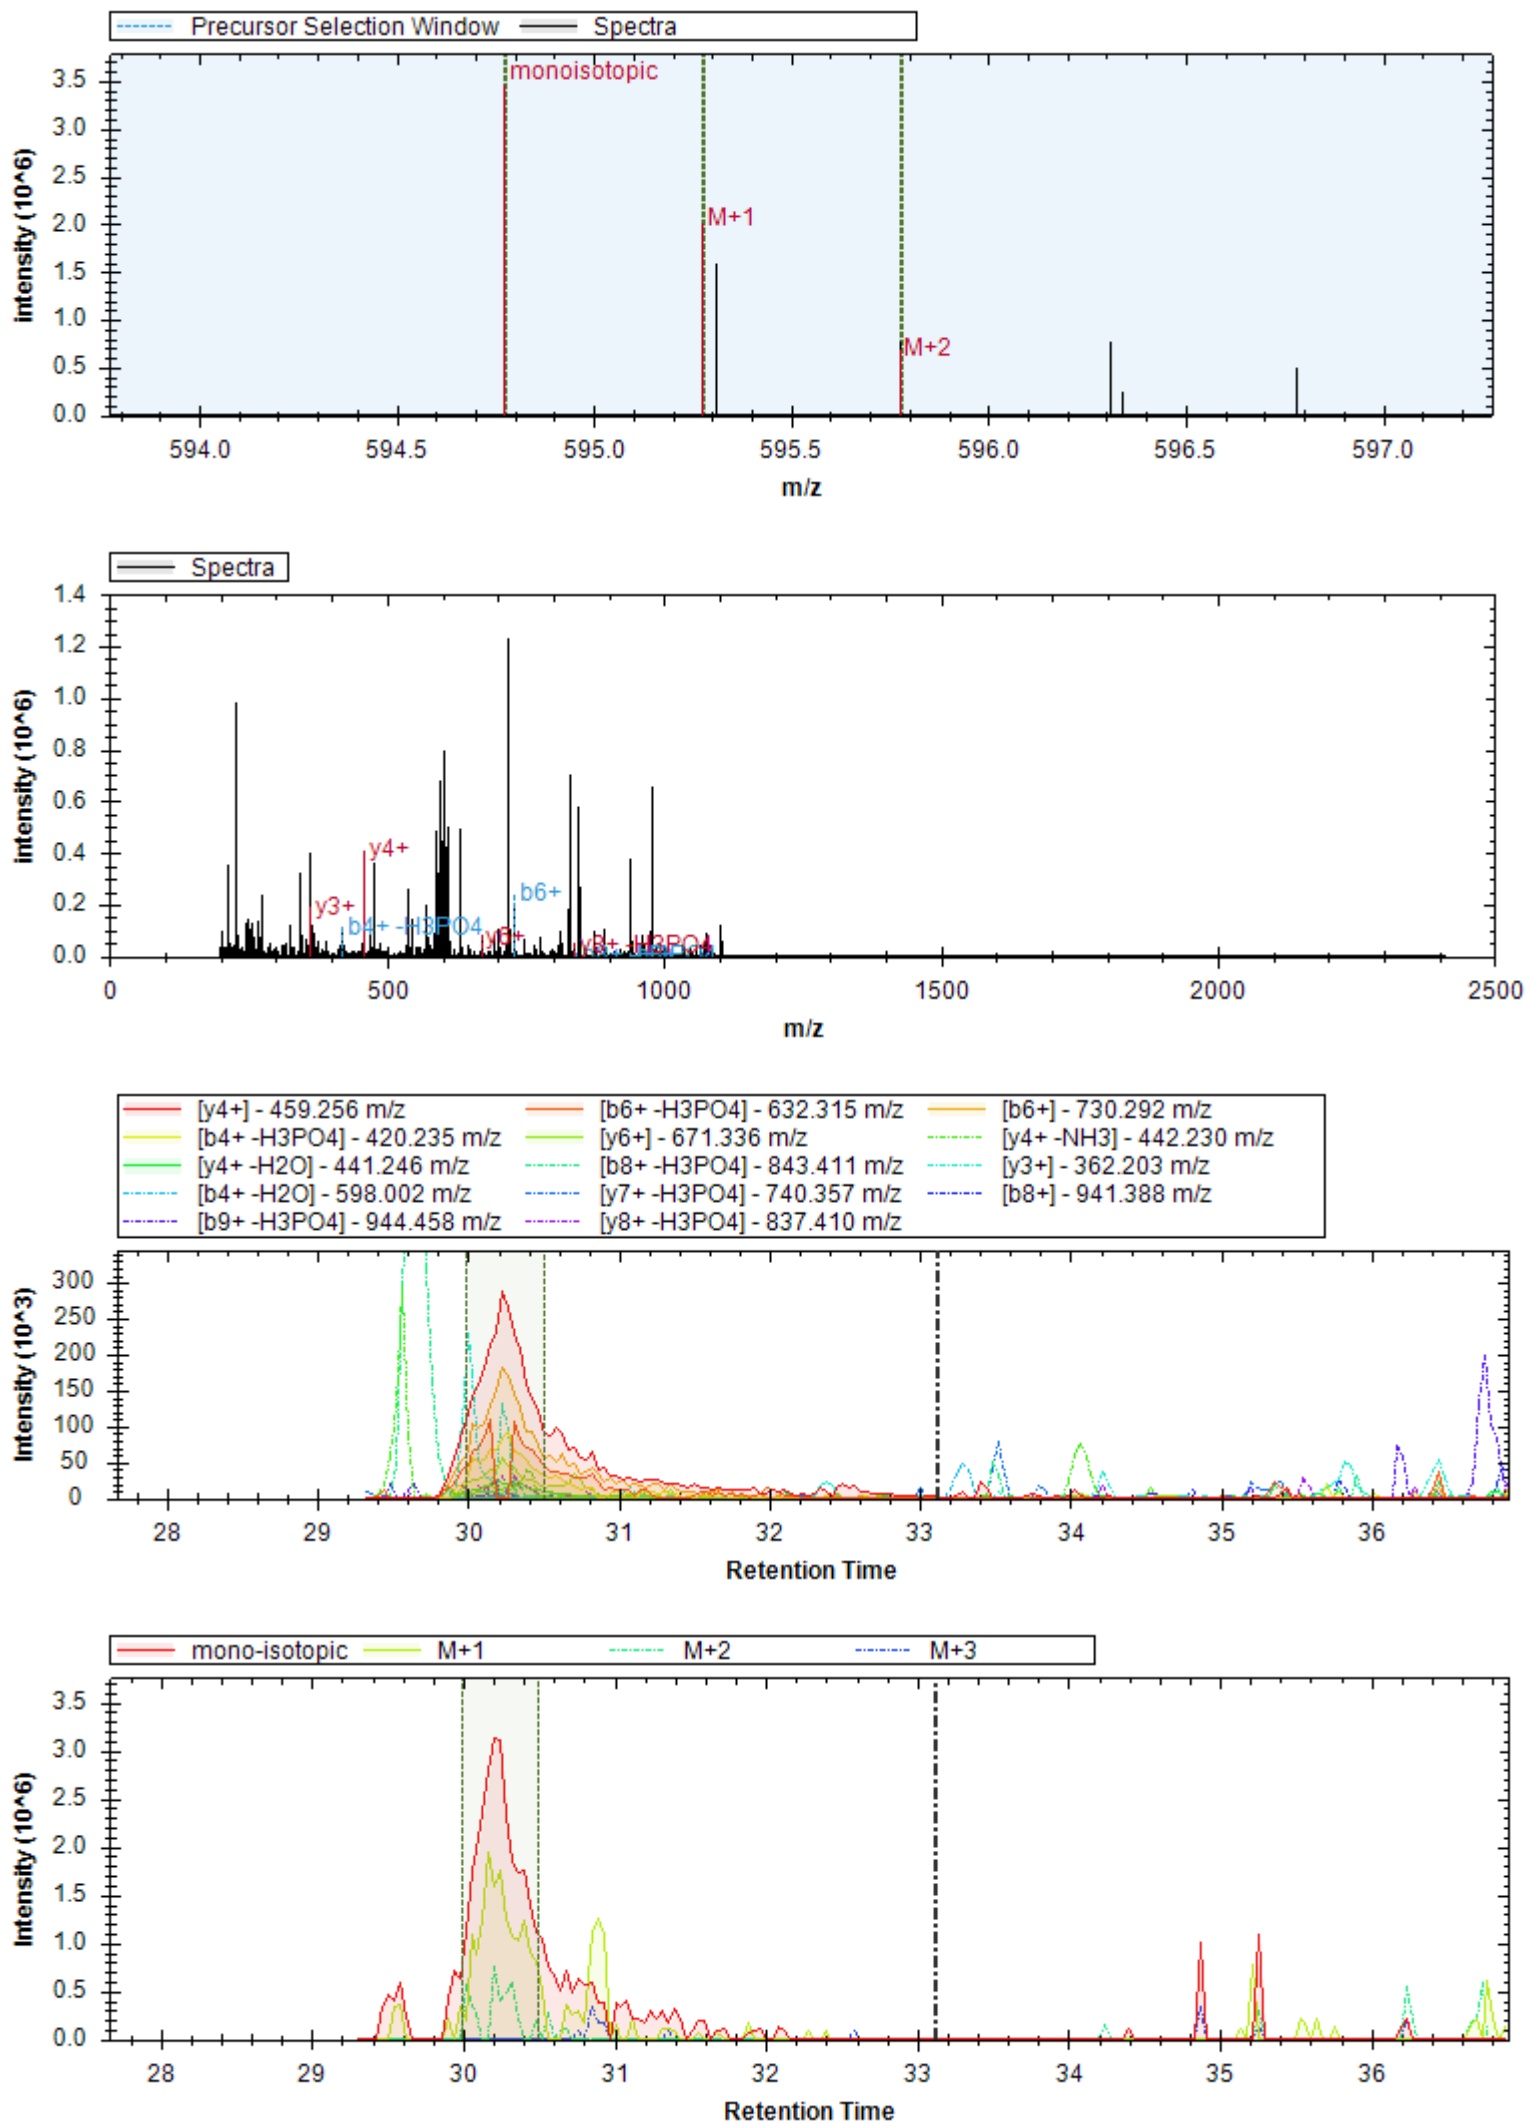 Precursor Selection Window Spectra
3.5
3.0
2.5
2.0
1.5
1.0
0.5
0.0
intensity (10^6)
monoisotopic
M+1
M+2
594.0 594.5 595.0 595.5 596.0 596.5 597.0
m/z
Spectra
1.4
1.2
1.0
0.8
0.6
0.4
0.2
0.0
intensity (10^6)
y4+
b6+
y3+
b4+ -H3PO4
y6+
y8+ -H3PO4
0 500 1000 1500 2000 2500
m/z
[y4+] - 459.256 m/z [b6+ -H3PO4] - 632.315 m/z [b6+] - 730.292 m/z
[b4+ -H3PO4] - 420.235 m/z [y6+] - 671.336 m/z [y4+ -NH3] - 442.230 m/z
[y4+ -H2O] - 441.246 m/z [b8+ -H3PO4] - 843.411 m/z [y3+] - 362.203 m/z
[b4+ -H2O] - 598.002 m/z [y7+ -H3PO4] - 740.357 m/z [b8+] - 941.388 m/z
[b9+ -H3PO4] - 944.458 m/z [y8+ -H3PO4] - 837.410 m/z
300
250
200
150
100
50
0
Intensity (10^3)
28 29 30 31 32 33 34 35 36
Retention Time
mono-isotopic M+1 M+2 M+3
3.5
3.0
2.5
2.0
1.5
1.0
0.5
0.0
Intensity (10^6)
28 29 30 31 32 33 34 35 36
Retention Time